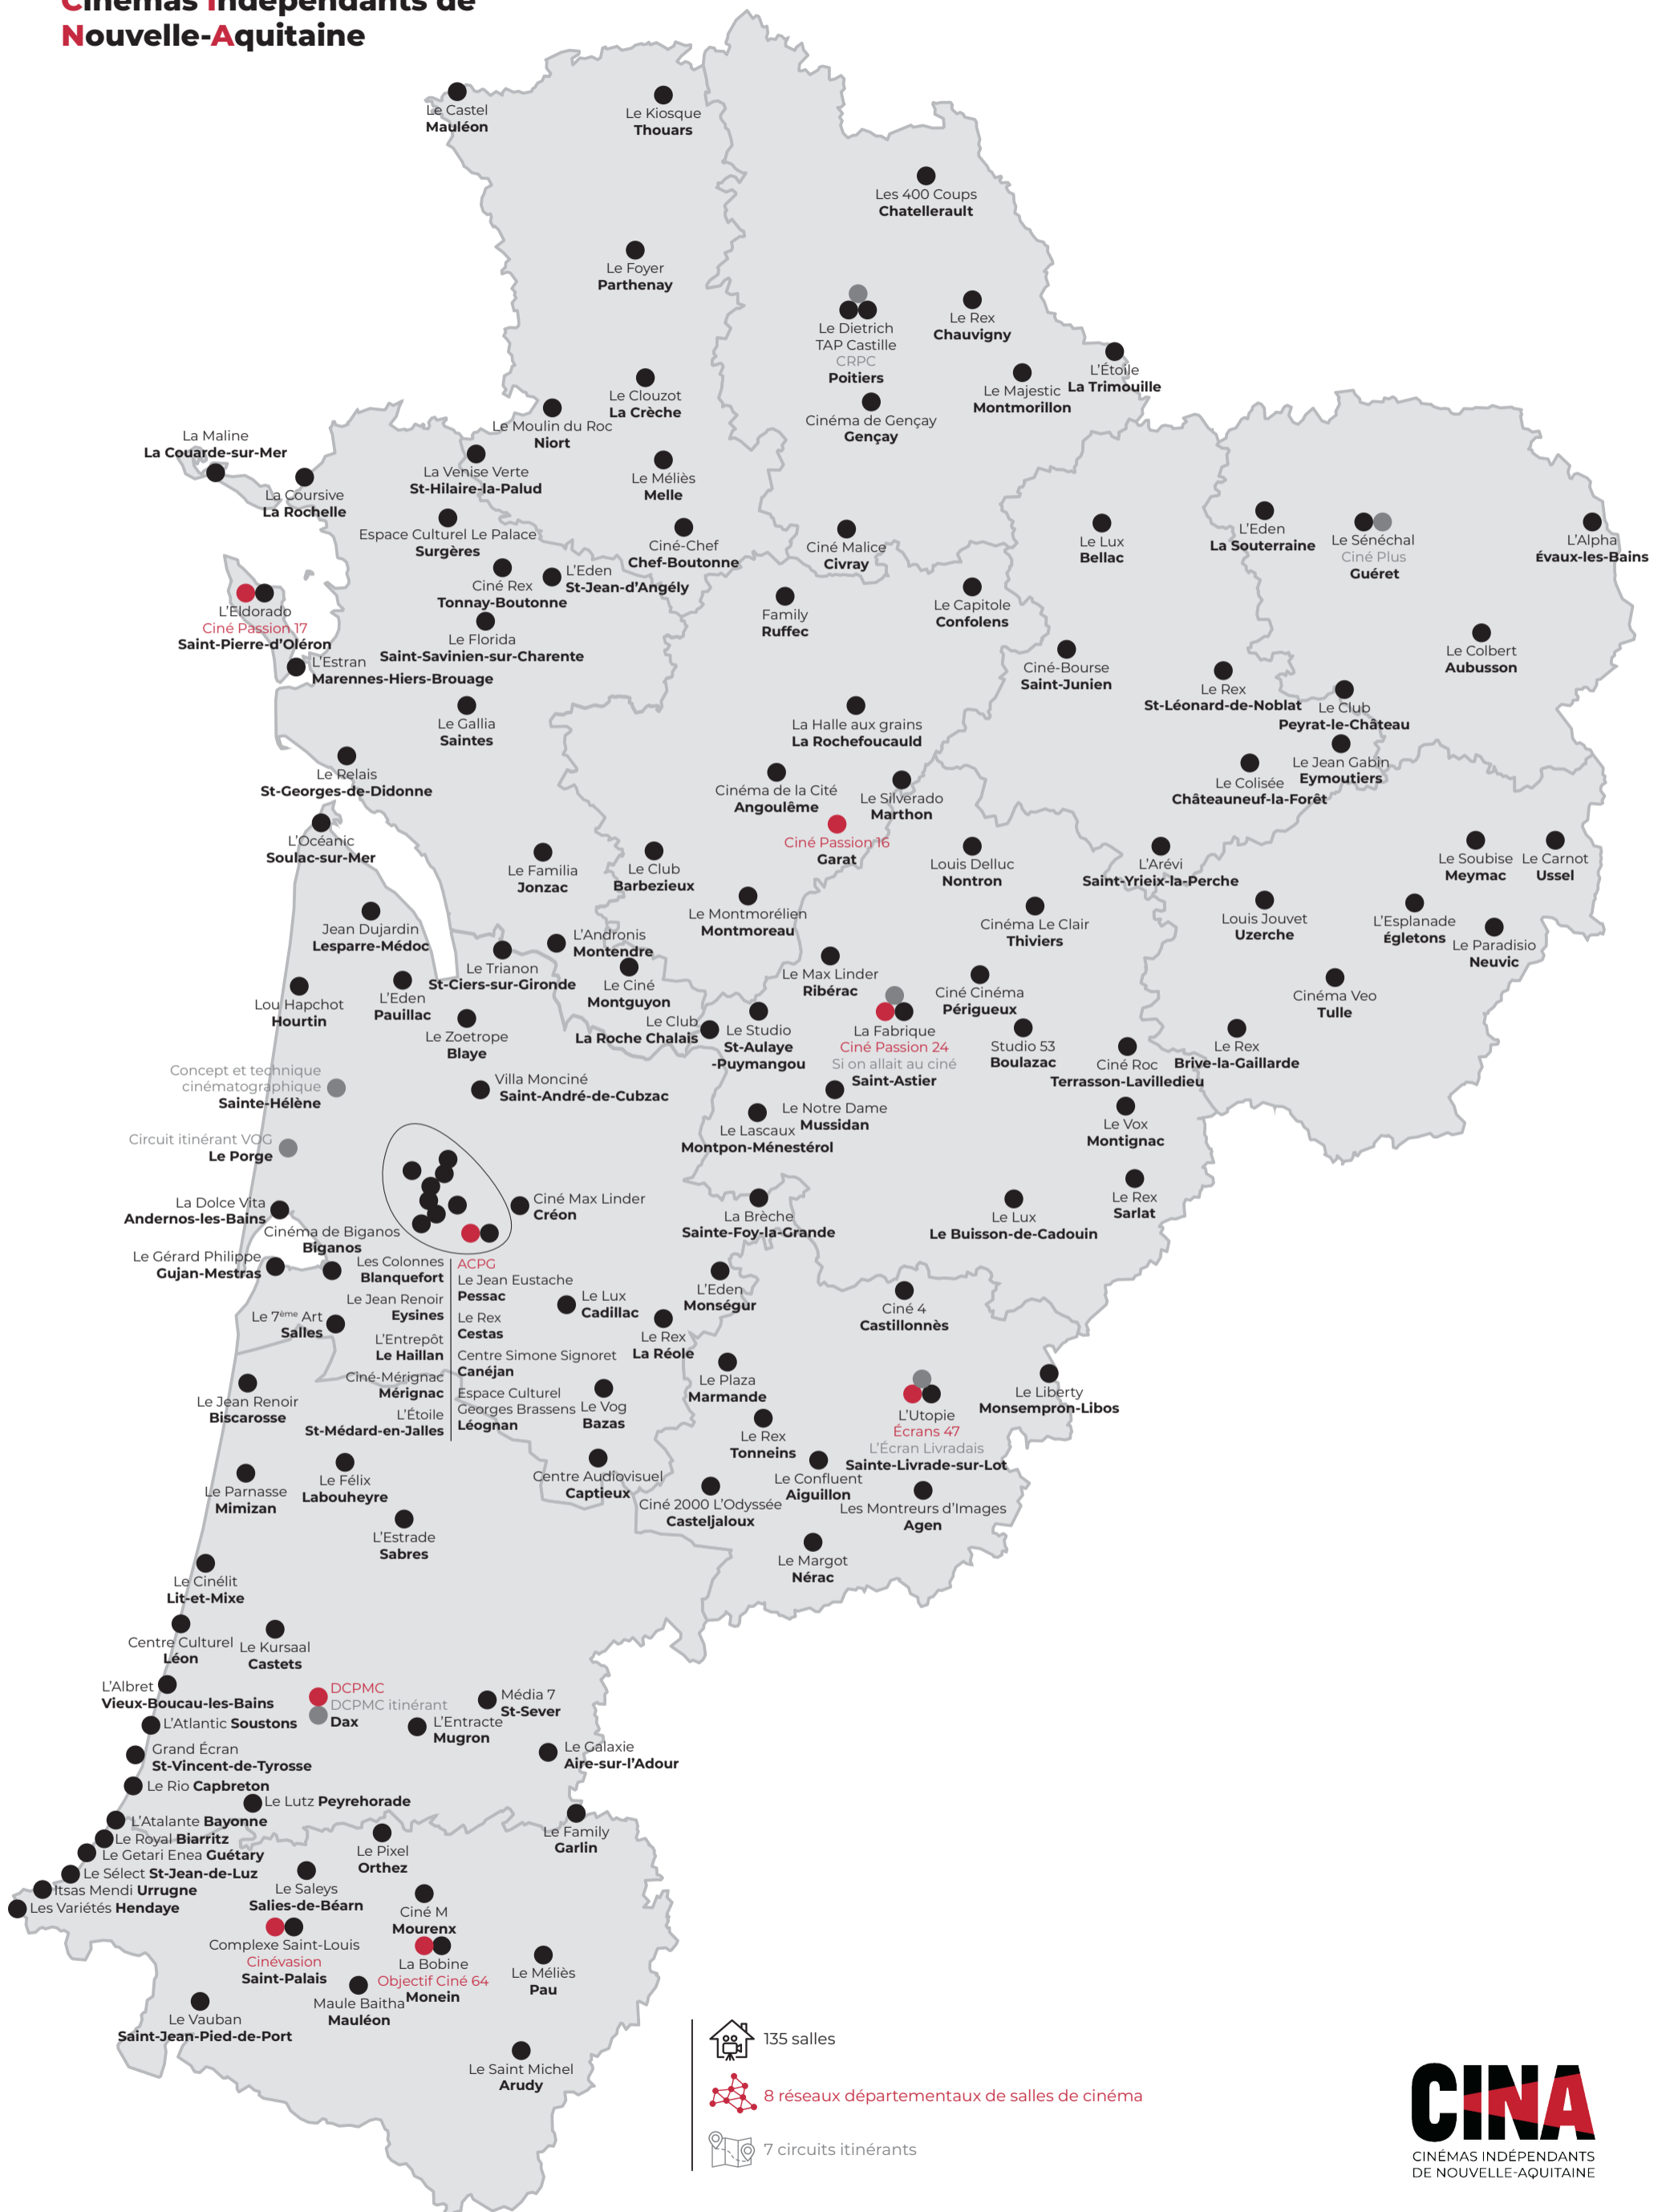 Cinémas Indépendants de
Nouvelle-Aquitaine
Le Castel
Mauléon
Le Kiosque
Thouars
Les 400 Coups
Chatellerault
Le Foyer
Parthenay
Le Dietrich
TAP Castille
CRPC
Poitiers
Le Rex
Chauvigny
L'Étoile
La Trimouille
Le Majestic
Montmorillon
Le Clouzot
La Crèche
Cinéma de Gençay
Gençay
Le Moulin du Roc
Niort
La Maline
La Couarde-sur-Mer
La Coursive
La Rochelle
La Venise Verte
St-Hilaire-la-Palud
Le Méliès
Melle
Espace Culturel Le Palace
Surgères
Ciné-Chef
Chef-Boutonne
Ciné Malice
Civray
Le Lux
Bellac
L'Eden
La Souterraine
Le Sénéchal
Ciné Plus
Guéret
L'Alpha
évaux-les-Bains
Ciné Rex
Tonnay-Boutonne
L'Eden
St-Jean-d'Angély
Family
Ruffec
Le Capitole
Confolens
L'Eldorado
Ciné Passion 17
Saint-Pierre-d'Oléron
Le Florida
Saint-Savinien-sur-Charente
L'Estran
Marennes-Hiers-Brouage
Ciné-Bourse
Saint-Junien
Le Colbert
Aubusson
Le Rex
St-Léonard-de-Noblat
Le Club
Peyrat-le-Château
Le Gallia
Saintes
La Halle aux grains
La Rochefoucauld
Le Jean Gabin
Eymoutiers
Le Relais
St-Georges-de-Didonne
Cinéma de la Cité
Angoulême
Le Silverado
Marthon
Le Colisée
Châteauneuf-la-Forêt
L'Océanic
Soulac-sur-Mer
Ciné Passion 16
Garat
Le Familia
Jonzac
Le Club
Barbezieux
Louis Delluc
Nontron
L'Arévi
Saint-Yrieix-la-Perche
Le Soubise
Meymac
Le Carnot
Ussel
Le Montmorélien
Montmoreau
Cinéma Le Clair
Thiviers
Louis Jouvet
Uzerche
L'Esplanade
Égletons
Le Paradisio
Neuvic
Jean Dujardin
Lesparre-Médoc
L'Andronis
Montendre
Le Trianon
St-Ciers-sur-Gironde
Le Ciné
Montguyon
Le Max Linder
Ribérac
Ciné Cinéma
Périgueux
Cinéma Veo
Tulle
Lou Hapchot
Hourtin
L'Eden
Pauillac
Le Zoetrope
Blaye
Le Club
La Roche Chalais
Le Studio
St-Aulaye
-Puymangou
La Fabrique
Ciné Passion 24
Si on allait au ciné
Saint-Astier
Studio 53
Boulazac
Ciné Roc
Terrasson-Lavilledieu
Le Rex
Brive-la-Gaillarde
Concept et technique
cinématographique
Sainte-Hélène
Villa Monciné
Saint-André-de-Cubzac
Le Notre Dame
Mussidan
Le Lascaux
Montpon-Ménestérol
Le Vox
Montignac
Circuit itinérant VOG
Le Porge
La Dolce Vita
Andernos-les-Bains
Ciné Max Linder
Créon
La Brèche
Sainte-Foy-la-Grande
Le Lux
Le Buisson-de-Cadouin
Le Rex
Sarlat
Cinéma de Biganos
Biganos
Le Gérard Philippe
Gujan-Mestras
Le 7ème Art
Salles
Les Colonnes
Blanquefort
Le Jean Renoir
Eysines
L'Entrepôt
Le Haillan
Ciné-Mérignac
Mérignac
L'Étoile
St-Médard-en-Jalles
ACPG
Le Jean Eustache
Pessac
Le Rex
Cestas
Centre Simone Signoret
Canéjan
Espace Culturel
Georges Brassens
Léognan
Le Lux
Cadillac
L'Eden
Monségur
Le Rex
La Réole
Ciné 4
Castillonnès
Le Plaza
Marmande
Le Jean Renoir
Biscarosse
Le Vog
Bazas
Le Rex
Tonneins
L'Utopie
Écrans 47
L'Écran Livradais
Sainte-Livrade-sur-Lot
Le Liberty
Monsempron-Libos
Le Parnasse
Mimizan
Le Félix
Labouheyre
Centre Audiovisuel
Captieux
Ciné 2000 L'Odyssée
Casteljaloux
Le Confluent
Aiguillon
Les Montreurs d'Images
Agen
L'Estrade
Sabres
Le Margot
Nérac
Le Cinélit
Lit-et-Mixe
Centre Culturel
Léon
Le Kursaal
Castets
L'Albret
Vieux-Boucau-les-Bains
DCPMC
DCPMC itinérant
Dax
Média 7
St-Sever
L'Atlantic Soustons
L'Entracte
Mugron
Grand Écran
St-Vincent-de-Tyrosse
Le Galaxie
Aire-sur-l'Adour
Le Rio Capbreton
Le Lutz Peyrehorade
L'Atalante Bayonne
Le Royal Biarritz
Le Getari Enea Guétary
Le Sélect St-Jean-de-Luz
Itsas Mendi Urrugne
Les Variétés Hendaye
Le Family
Garlin
Le Pixel
Orthez
Le Saleys
Salies-de-Béarn
Ciné M
Mourenx
Complexe Saint-Louis
Cinévasion
Saint-Palais
La Bobine
Objectif Ciné 64
Monein
Le Méliès
Pau
Maule Baitha
Mauléon
Le Vauban
Saint-Jean-Pied-de-Port
Le Saint Michel
Arudy
135 salles
8 réseaux départementaux de salles de cinéma
7 circuits itinérants
CINA
CINÉMAS INDÉPENDANTS
DE NOUVELLE-AQUITAINE